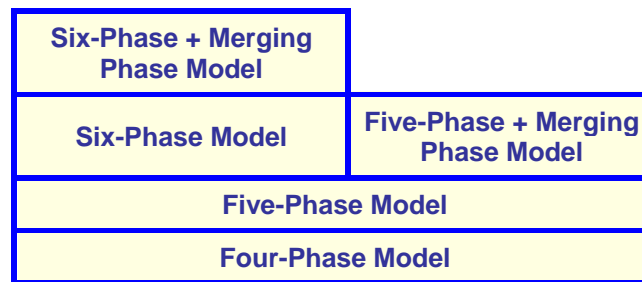 Six-Phase + Merging
Phase Model
Six-Phase Model
Five-Phase + Merging
Phase Model
Five-Phase Model
Four-Phase Model